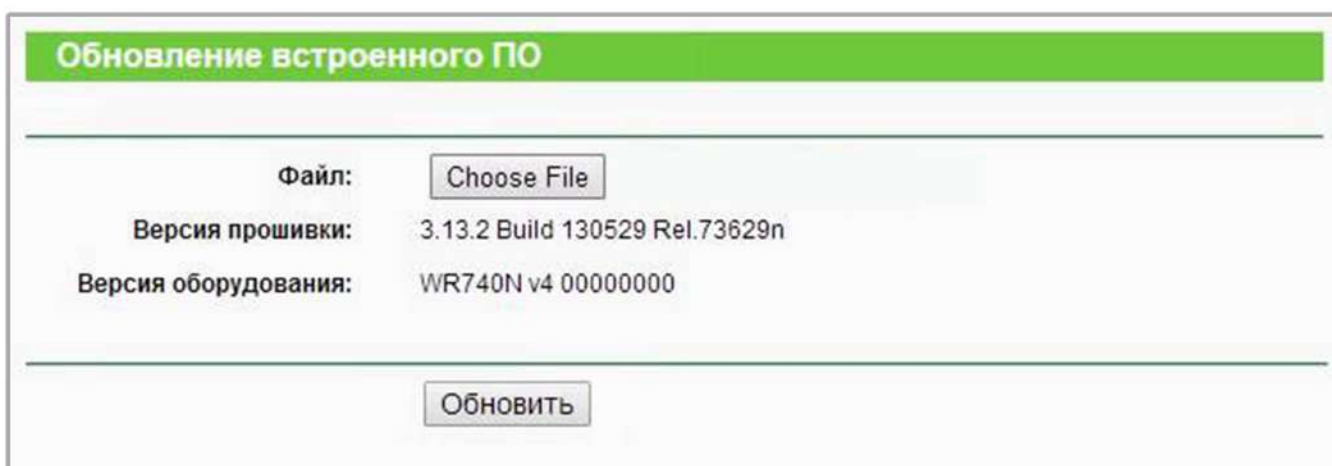 Обновление встроенного ПО
Файл: Choose File
Версия прошивки: 3.13.2 Build 130529 Rel.73629n
Версия оборудования: WR740N v4 00000000
Обновить